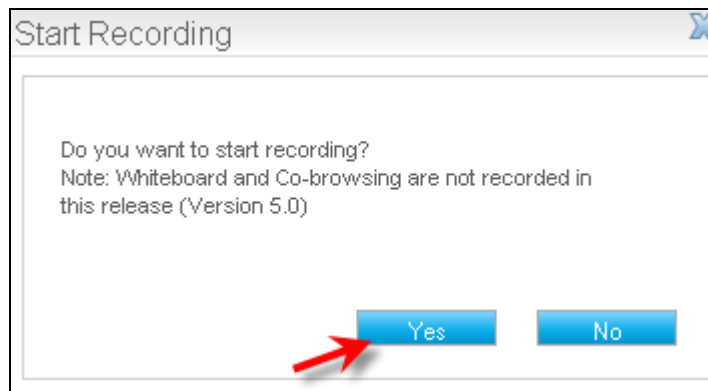 Start Recording
Do you want to start recording?
Note: Whiteboard and Co-browsing are not recorded in
this release (Version 5.0)
Yes No